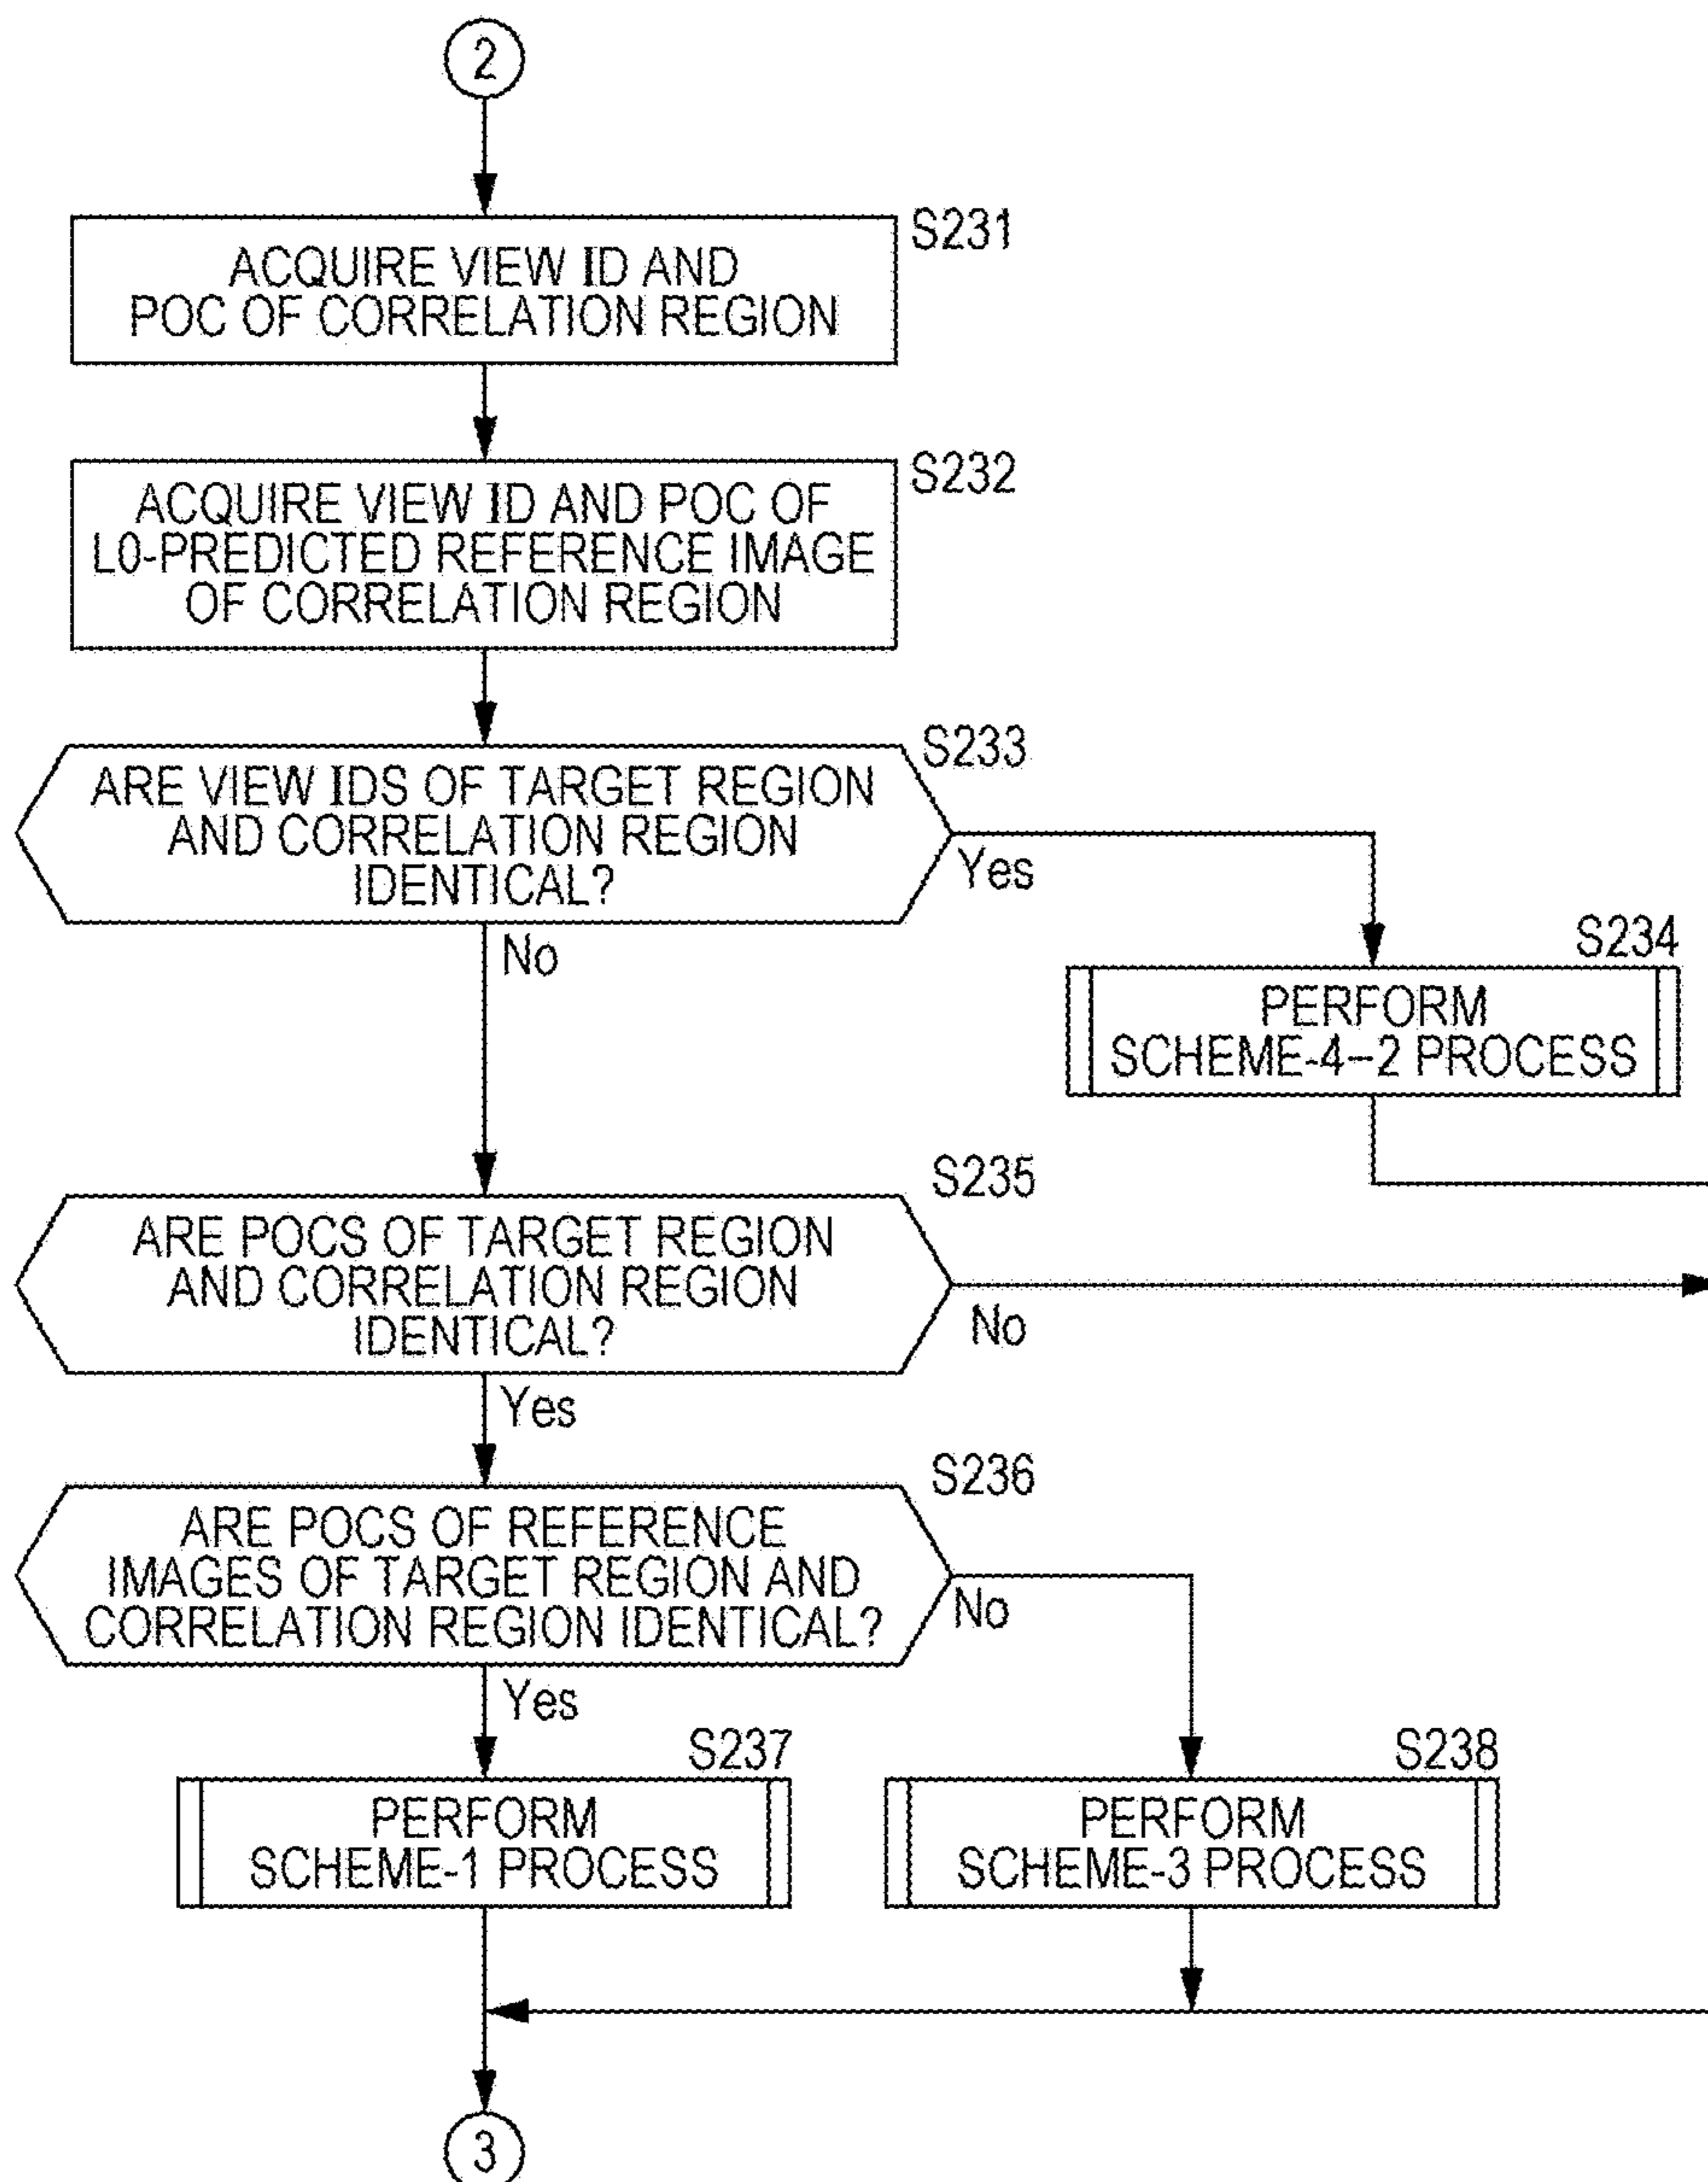 2
S231
ACQUIRE VIEW ID AND
POC OF CORRELATION REGION
S232
ACQUIRE VIEW ID AND POC OF
L0-PREDICTED REFERENCE IMAGE
OF CORRELATION REGION
S233
ARE VIEW IDS OF TARGET REGION
AND CORRELATION REGION
IDENTICAL?
Yes
No
S234
PERFORM
SCHEME-4-2 PROCESS
S235
ARE POCS OF TARGET REGION
AND CORRELATION REGION
IDENTICAL?
No
Yes
S236
ARE POCS OF REFERENCE
IMAGES OF TARGET REGION AND
CORRELATION REGION IDENTICAL?
No
Yes
S237
PERFORM
SCHEME-1 PROCESS
S238
PERFORM
SCHEME-3 PROCESS
3